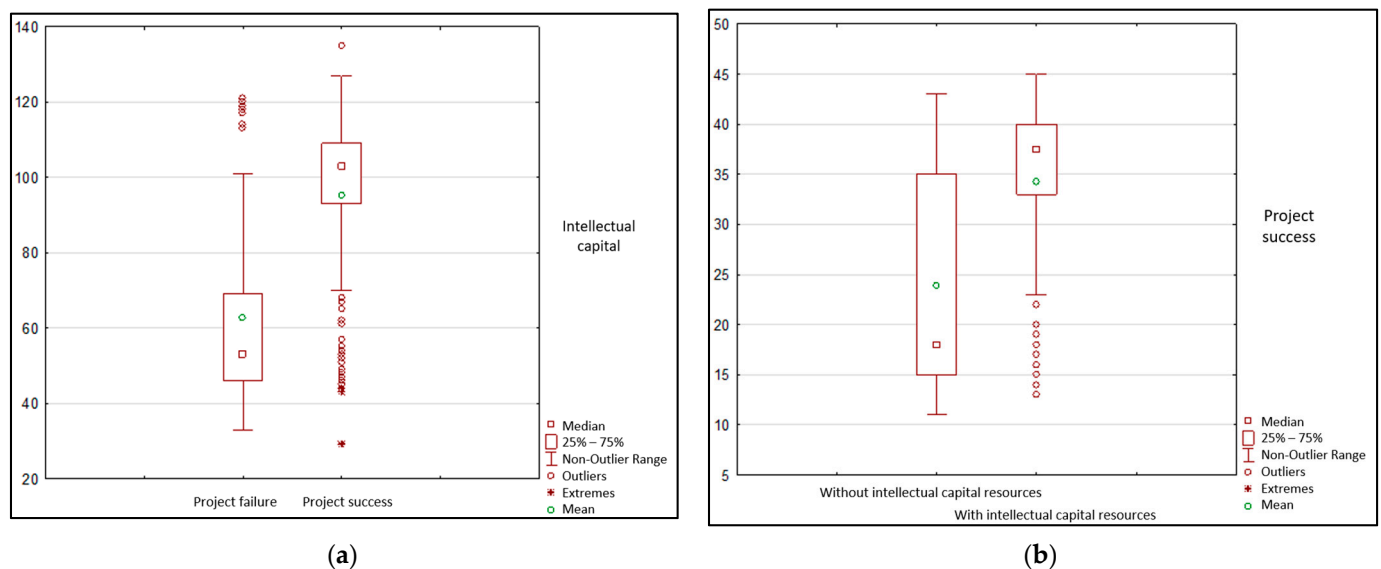 140
120
100
80
60
40
20
Project failure
Project success
Intellectual
capital
Median
25% – 75%
Non-Outlier Range
Outliers
Extremes
Mean
(a)
50
45
40
35
30
25
20
15
10
5
Without intellectual capital resources
With intellectual capital resources
Project
success
Median
25% – 75%
Non-Outlier Range
Outliers
Extremes
Mean
(b)